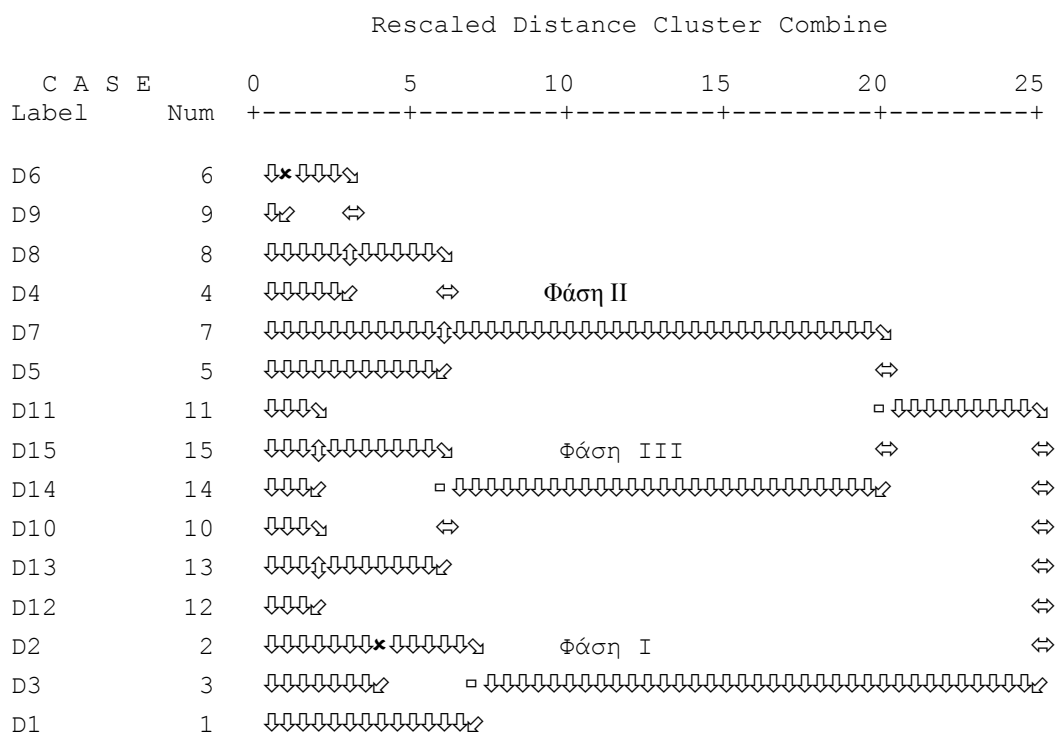 Rescaled Distance Cluster Combine
C A S E 0 5 10 15 20 25
Label Num +---------+---------+---------+---------+---------+
D6 6 ⇩×⇩⇩⇩⬂
D9 9 ⇩⬃ ⇔
D8 8 ⇩⇩⇩⇩⇩⇳⇩⇩⇩⇩⇩⬂
D4 4 ⇩⇩⇩⇩⇩⬃ ⇔ Φάση II
D7 7 ⇩⇩⇩⇩⇩⇩⇩⇩⇩⇩⇩⇳⇩⇩⇩⇩⇩⇩⇩⇩⇩⇩⇩⇩⇩⇩⇩⇩⇩⇩⇩⇩⇩⇩⇩⇩⇩⇩⇩⬂
D5 5 ⇩⇩⇩⇩⇩⇩⇩⇩⇩⇩⇩⬃ ⇔
D11 11 ⇩⇩⇩⬂ ▫⇩⇩⇩⇩⇩⇩⇩⇩⇩⬂
D15 15 ⇩⇩⇩⇳⇩⇩⇩⇩⇩⇩⇩⬂ Φάση III ⇔ ⇔
D14 14 ⇩⇩⇩⬃ ▫⇩⇩⇩⇩⇩⇩⇩⇩⇩⇩⇩⇩⇩⇩⇩⇩⇩⇩⇩⇩⇩⇩⇩⇩⇩⇩⇩⬃ ⇔
D10 10 ⇩⇩⇩⬂ ⇔ ⇔
D13 13 ⇩⇩⇩⇳⇩⇩⇩⇩⇩⇩⇩⬃ ⇔
D12 12 ⇩⇩⇩⬃ ⇔
D2 2 ⇩⇩⇩⇩⇩⇩⇩×⇩⇩⇩⇩⇩⬂ Φάση I ⇔
D3 3 ⇩⇩⇩⇩⇩⇩⇩⬃ ▫⇩⇩⇩⇩⇩⇩⇩⇩⇩⇩⇩⇩⇩⇩⇩⇩⇩⇩⇩⇩⇩⇩⇩⇩⇩⇩⇩⇩⇩⇩⇩⇩⇩⇩⇩⬃
D1 1 ⇩⇩⇩⇩⇩⇩⇩⇩⇩⇩⇩⇩⇩⬃